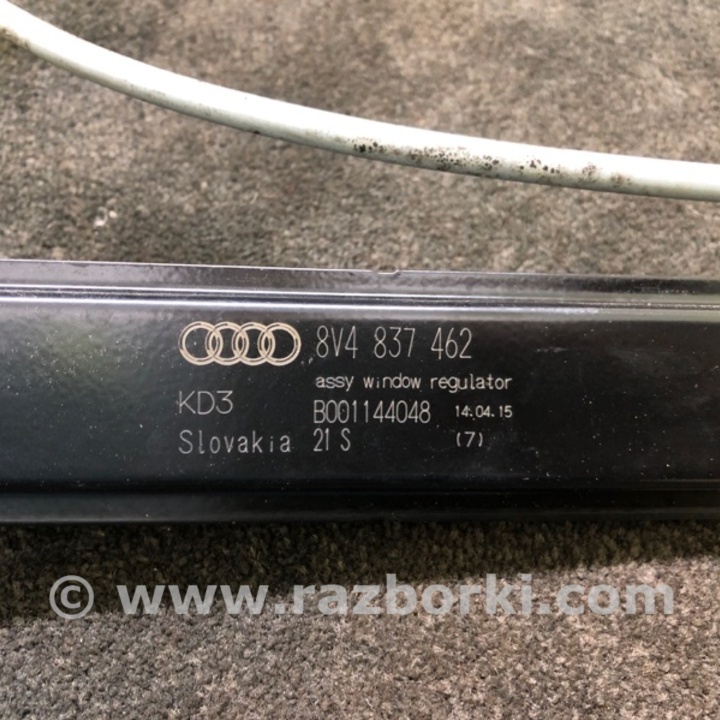 8V4 837 462
assy window regulator
KD3 B001144048 14.04.15
Slovakia 21 S (7)
© www.razborki.com